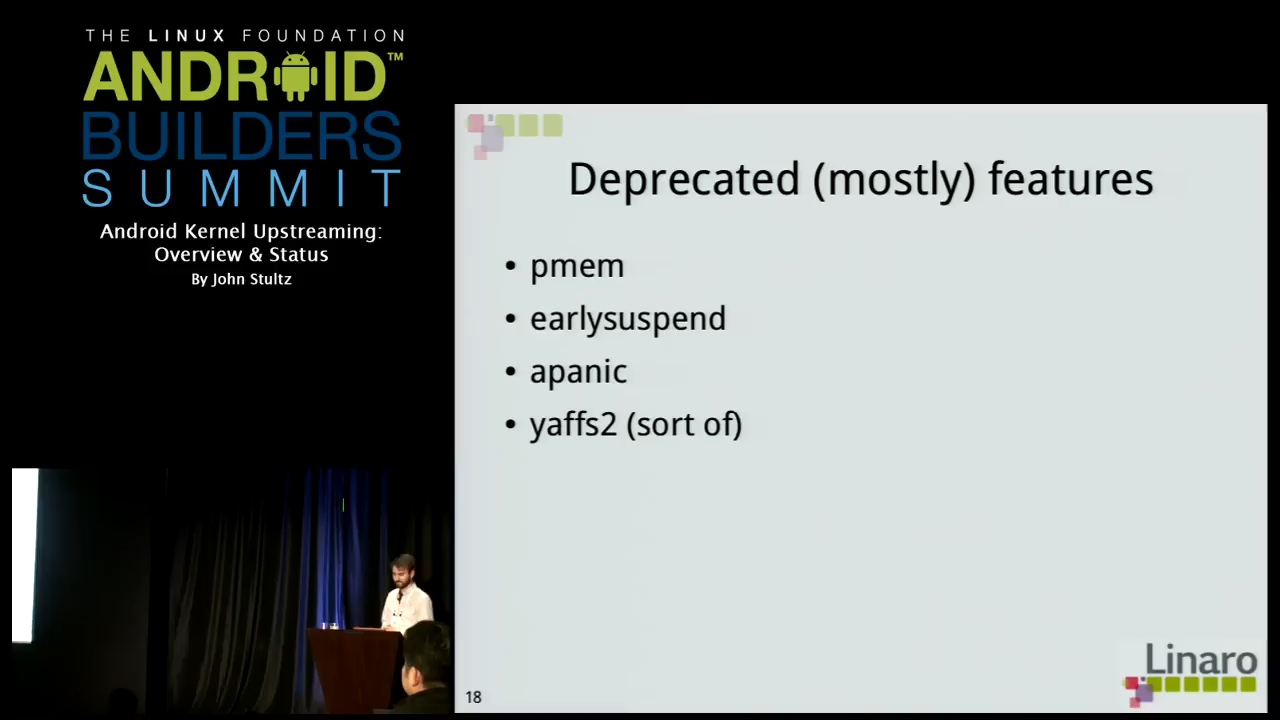 THE LINUX FOUNDATION
ANDROID™
BUILDERS
SUMMIT
Android Kernel Upstreaming:
Overview & Status
By John Stultz
Deprecated (mostly) features
• pmem
• earlysuspend
• apanic
• yaffs2 (sort of)
18
Linaro